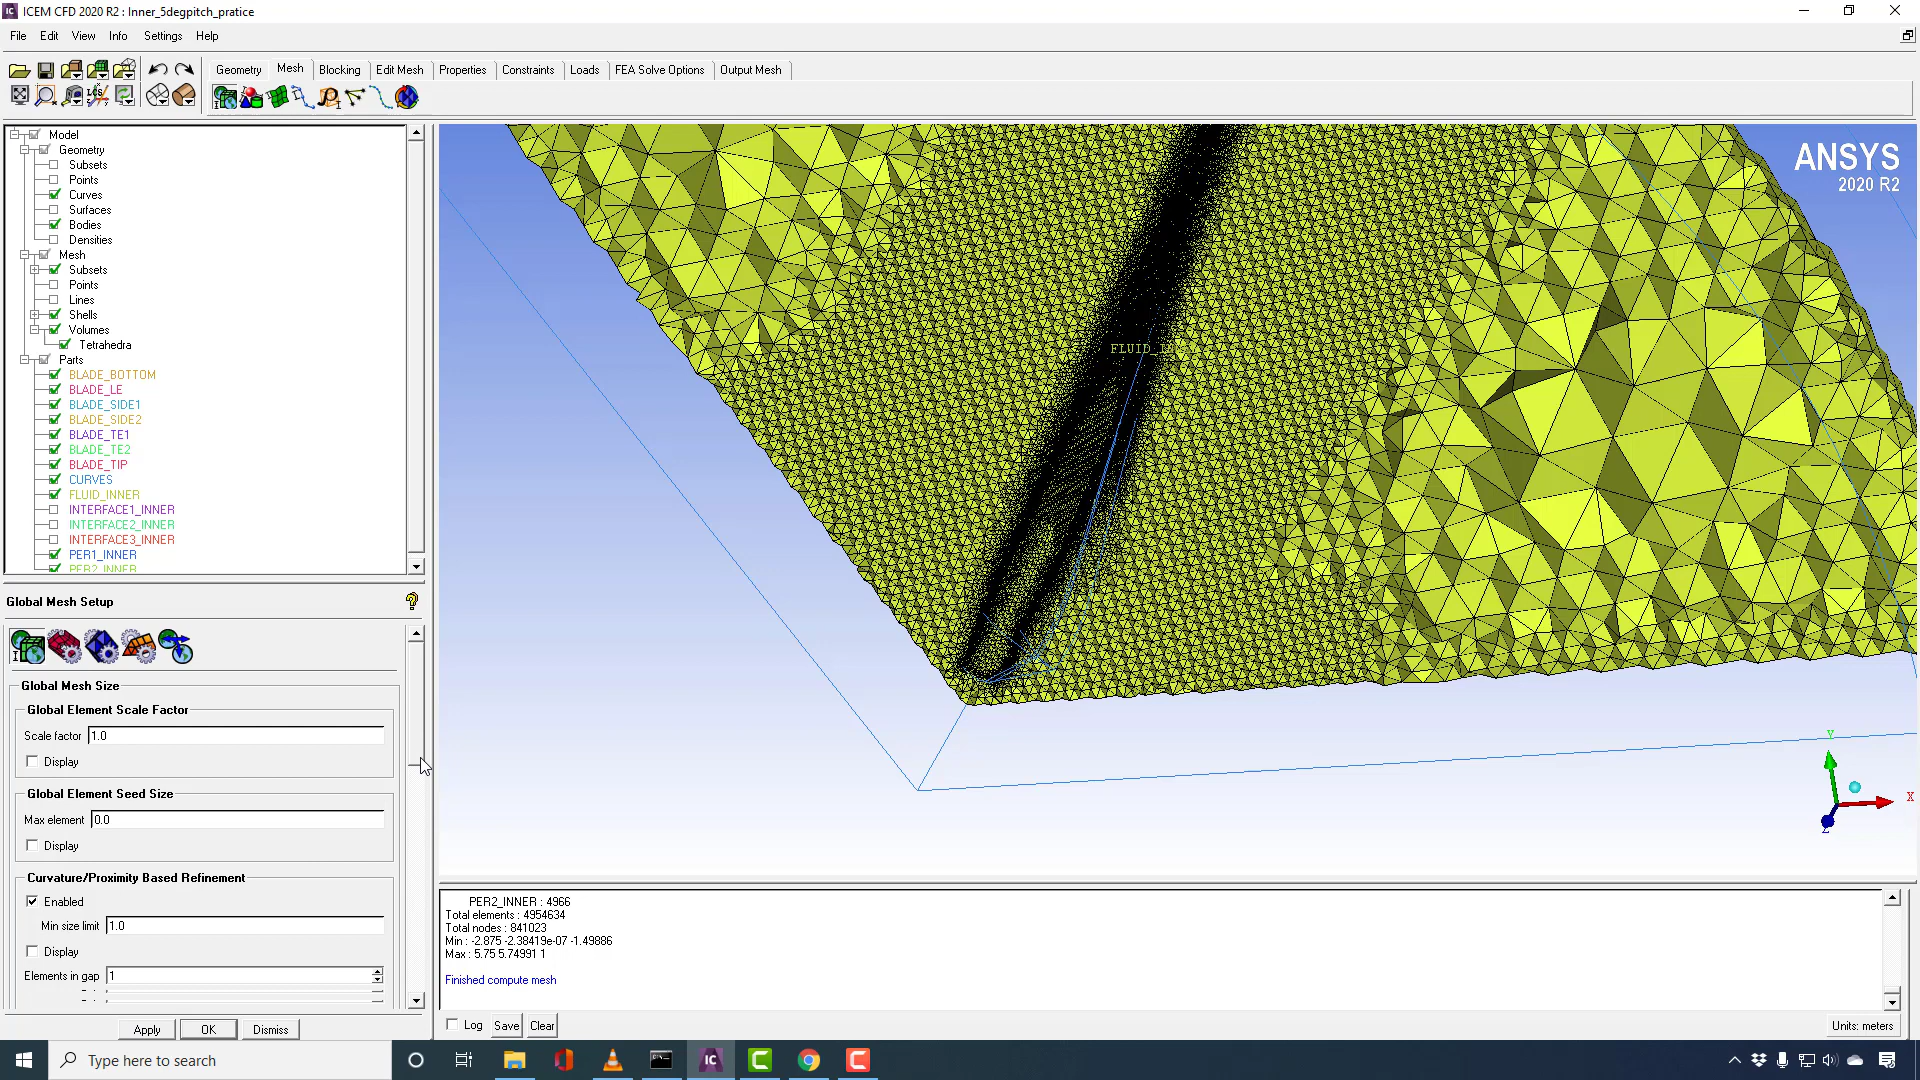 ICEM CFD 2020 R2 : Inner_5degpitch_pratice
File Edit View Info Settings Help
Geometry Mesh Blocking Edit Mesh Properties Constraints Loads FEA Solve Options Output Mesh
LCS
Model
Geometry
Subsets
Points
Curves
Surfaces
Bodies
Densities
Mesh
Subsets
Points
Lines
Shells
Volumes
Tetrahedra
Parts
BLADE_BOTTOM
BLADE_LE
BLADE_SIDE1
BLADE_SIDE2
BLADE_TE1
BLADE_TE2
BLADE_TIP
CURVES
FLUID_INNER
INTERFACE1_INNER
INTERFACE2_INNER
INTERFACE3_INNER
PER1_INNER
PER2_INNER
ANSYS
2020 R2
Y
X
Z
Global Mesh Setup
Global Mesh Size
Global Element Scale Factor
Scale factor 1.0
Display
Global Element Seed Size
Max element 0.0
Display
Curvature/Proximity Based Refinement
Enabled
Min size limit 1.0
Display
Elements in gap 1
Apply OK Dismiss
PER2_INNER : 4966
Total elements : 4954634
Total nodes : 841023
Min : -2.875 -2.38419e-07 -1.49886
Max : 5.75 5.74991 1
Finished compute mesh
Log Save Clear
Units: meters
Type here to search